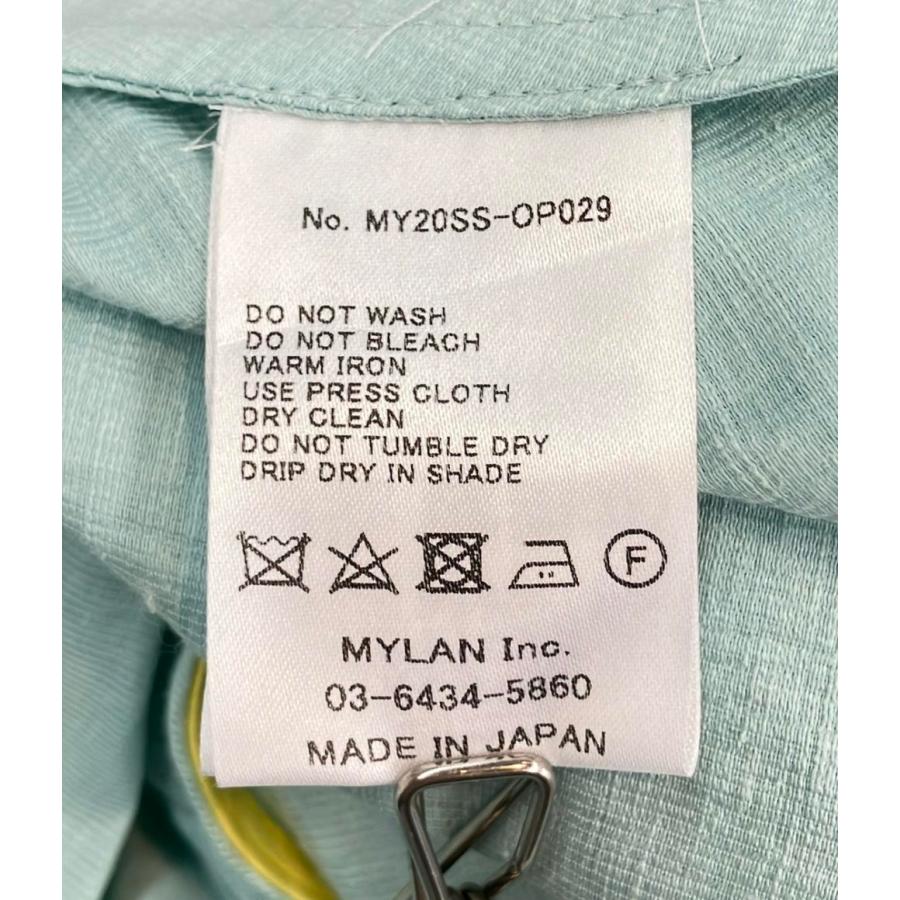 No. MY20SS-OP029
DO NOT WASH
DO NOT BLEACH
WARM IRON
USE PRESS CLOTH
DRY CLEAN
DO NOT TUMBLE DRY
DRIP DRY IN SHADE
F
MYLAN Inc.
03-6434-5860
MADE IN JAPAN